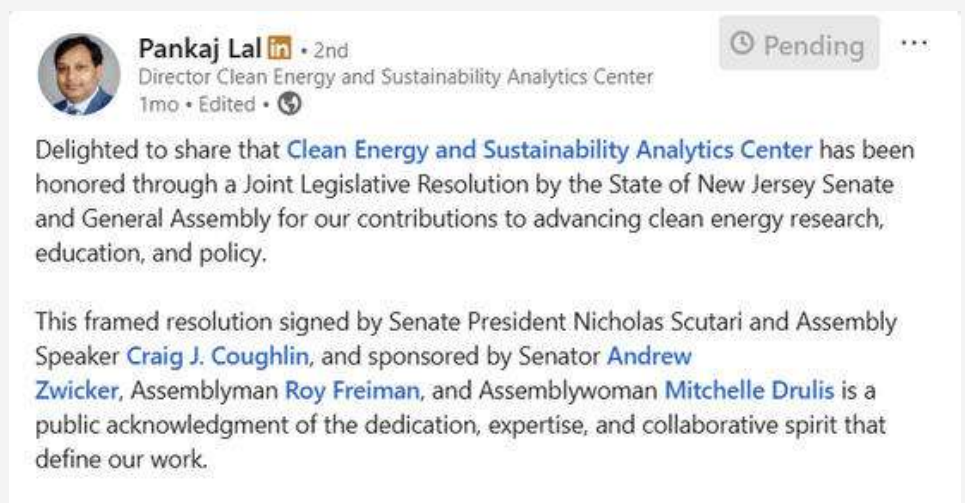 Pankaj Lal in • 2nd
Pending
Director Clean Energy and Sustainability Analytics Center
1mo • Edited •
Delighted to share that Clean Energy and Sustainability Analytics Center has been
honored through a Joint Legislative Resolution by the State of New Jersey Senate
and General Assembly for our contributions to advancing clean energy research,
education, and policy.
This framed resolution signed by Senate President Nicholas Scutari and Assembly
Speaker Craig J. Coughlin, and sponsored by Senator Andrew
Zwicker, Assemblyman Roy Freiman, and Assemblywoman Mitchelle Drulis is a
public acknowledgment of the dedication, expertise, and collaborative spirit that
define our work.